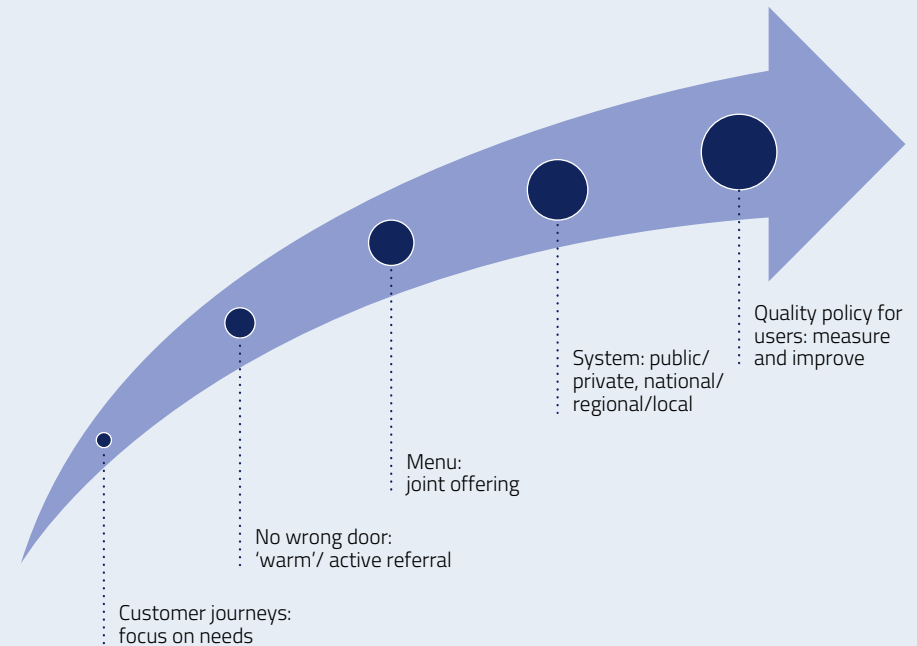 Customer journeys:
focus on needs
No wrong door:
‘warm’/ active referral
Menu:
joint offering
System: public/
private, national/
regional/local
Quality policy for
users: measure
and improve